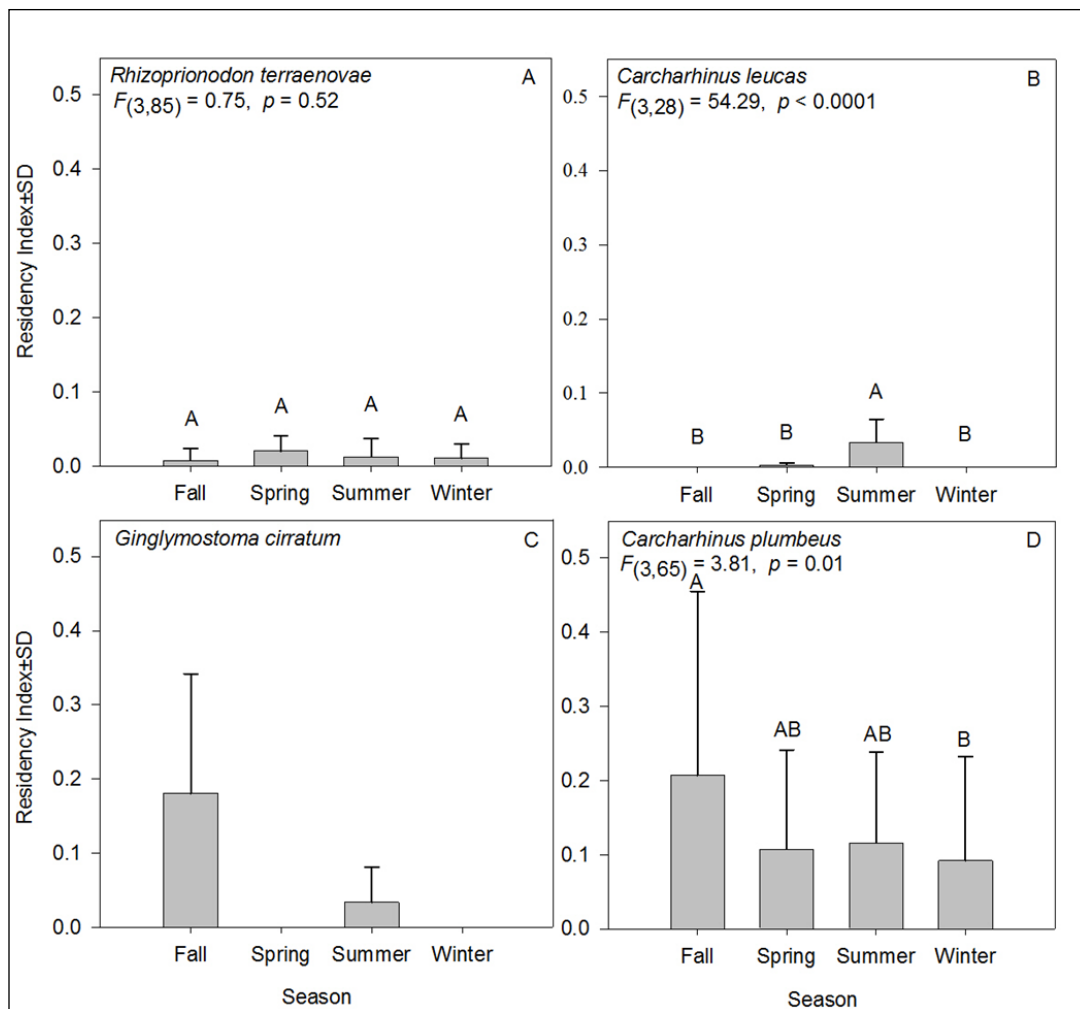 Rhizoprionodon terraenovae A
F(3,85) = 0.75, p = 0.52
Residency Index±SD
0.5
0.4
0.3
0.2
0.1
0.0
A A A A
Fall Spring Summer Winter
Carcharhinus leucas B
F(3,28) = 54.29, p < 0.0001
0.5
0.4
0.3
0.2
0.1
0.0
B B A B
Fall Spring Summer Winter
Ginglymostoma cirratum C
Residency Index±SD
0.5
0.4
0.3
0.2
0.1
0.0
Fall Spring Summer Winter
Season
Carcharhinus plumbeus D
F(3,65) = 3.81, p = 0.01
0.5
0.4
0.3
0.2
0.1
0.0
A AB AB B
Fall Spring Summer Winter
Season